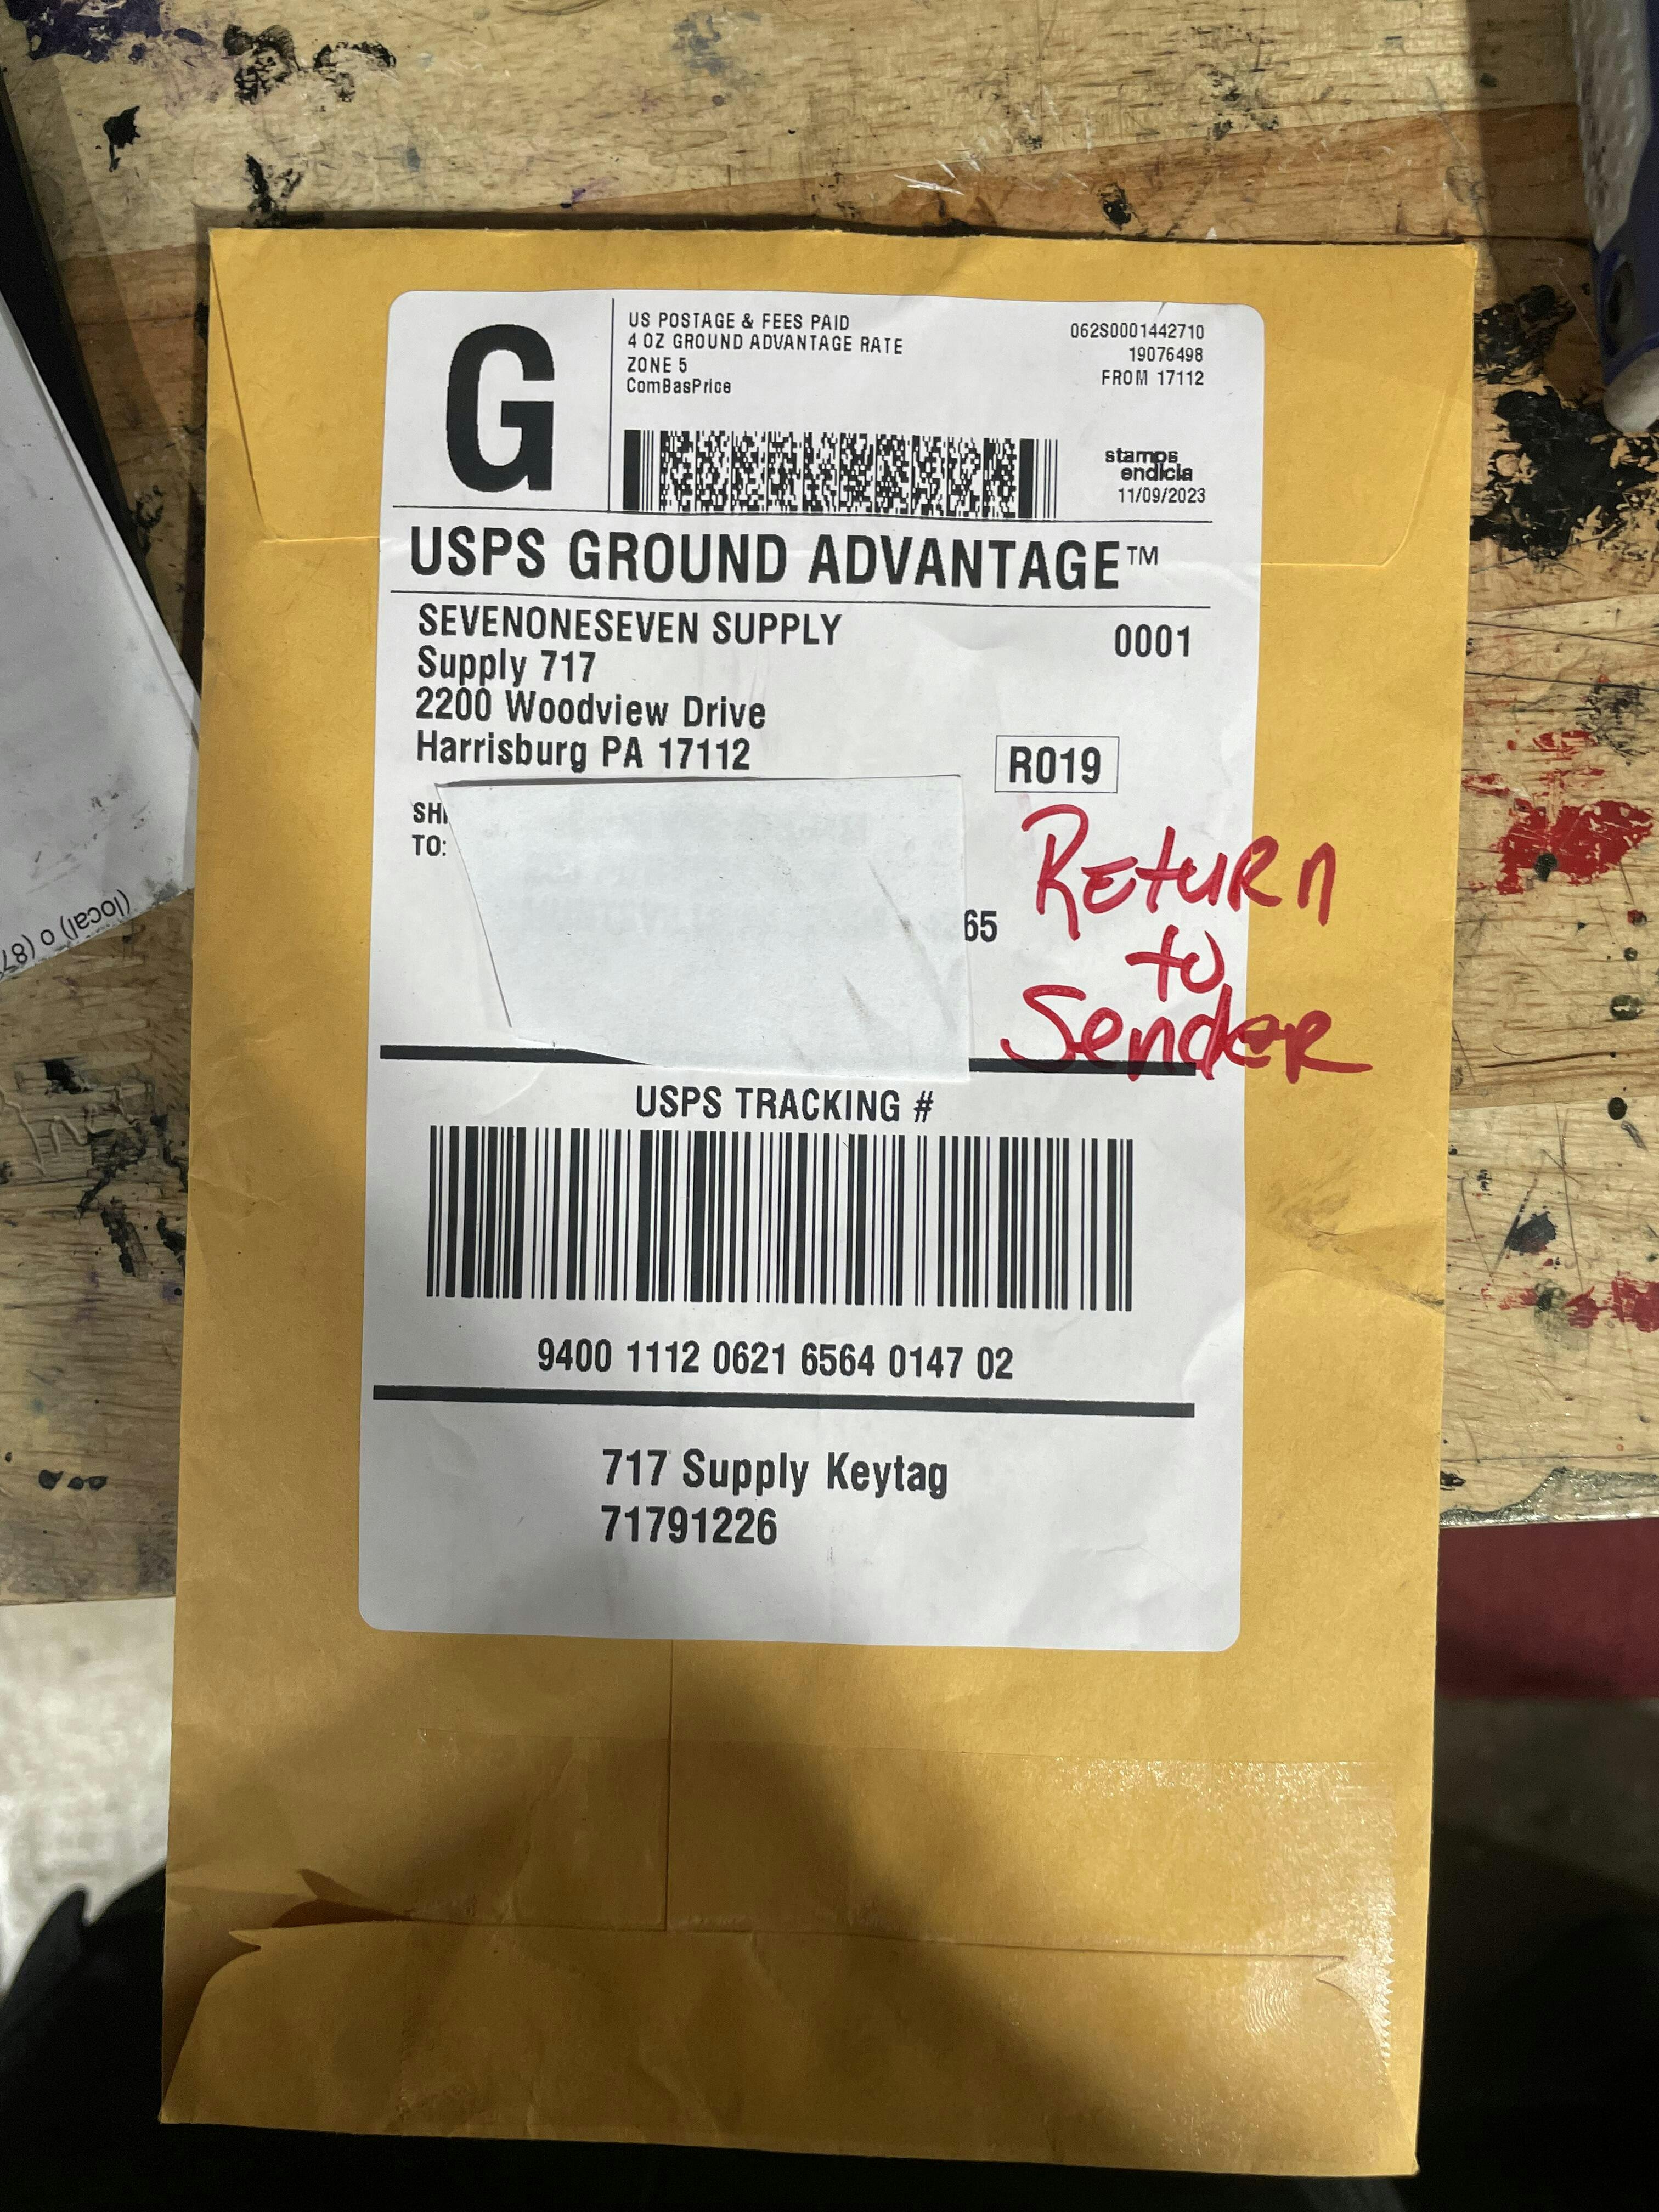 G
US POSTAGE & FEES PAID
4 OZ GROUND ADVANTAGE RATE
ZONE 5
ComBasPrice
062S0001442710
19076498
FROM 17112
stamps
endicia
11/09/2023
USPS GROUND ADVANTAGE™
SEVENONESEVEN SUPPLY
Supply 717
2200 Woodview Drive
Harrisburg PA 17112
0001
R019
TO:
65
Return
to
Sender
USPS TRACKING #
9400 1112 0621 6564 0147 02
717 Supply Keytag
71791226
(local) o (87